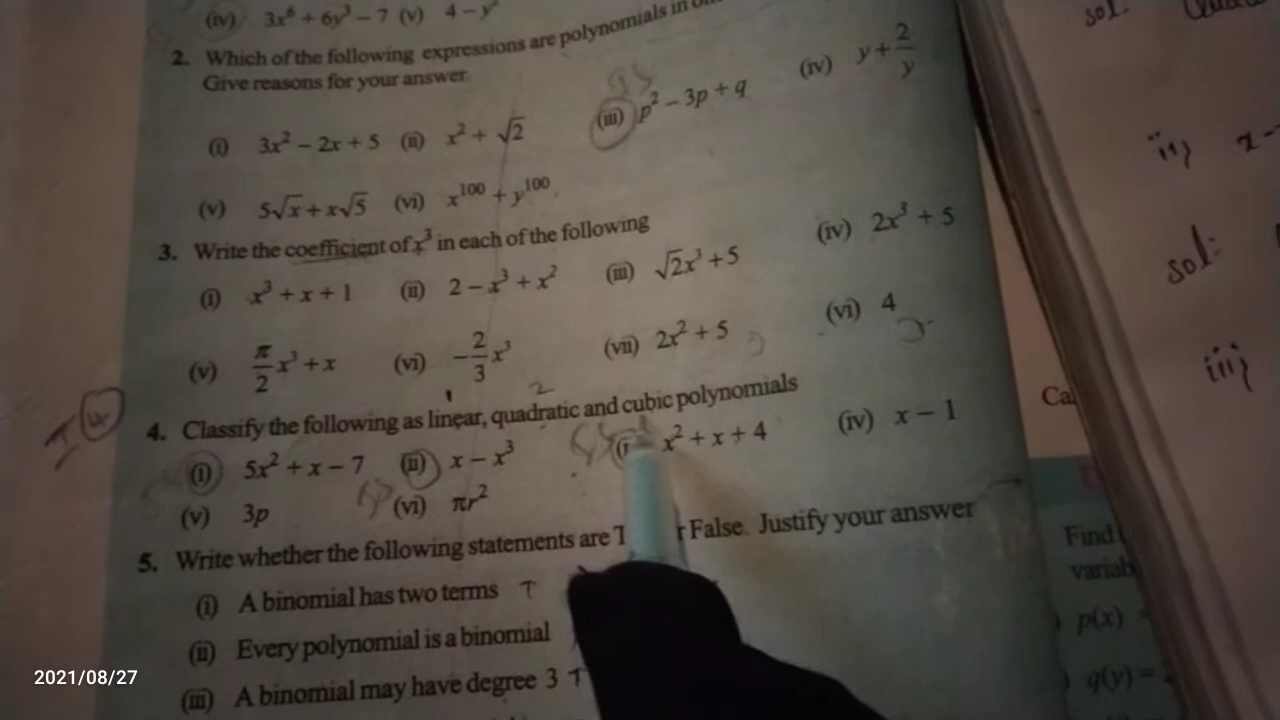 (iv) 3x⁶ + 6y³ − 7 (v) 4 − y²
2. Which of the following expressions are polynomials in
Give reasons for your answer
(i) 3x² − 2x + 5 (ii) x² + √2 (iii) p² − 3p + q (iv) y + 2/y
(v) 5√x + x√5 (vi) x¹⁰⁰ + y¹⁰⁰
3. Write the coefficient of x³ in each of the following
(i) x³ + x + 1 (ii) 2 − x³ + x² (iii) √2x³ + 5 (iv) 2x³ + 5
(v) π/2 x³ + x (vi) −2/3 x³ (vii) 2x² + 5 (vi) 4
4. Classify the following as linear, quadratic and cubic polynomials
(i) 5x² + x − 7 (ii) x − x³ x² + x + 4 (iv) x − 1
(v) 3p (vi) πr²
5. Write whether the following statements are False. Justify your answer
(i) A binomial has two terms T
(ii) Every polynomial is a binomial
(iii) A binomial may have degree 3 T
sol:
ii)
sol:
iii)
Find
p(x)
q(y) =
2021/08/27